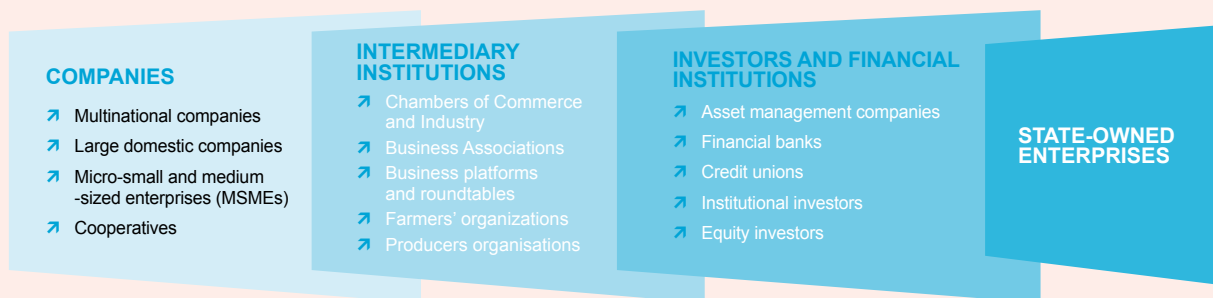 COMPANIES
Multinational companies
Large domestic companies
Micro-small and medium
-sized enterprises (MSMEs)
Cooperatives
INTERMEDIARY
INSTITUTIONS
Chambers of Commerce
and Industry
Business Associations
Business platforms
and roundtables
Farmers' organizations
Producers organisations
INVESTORS AND FINANCIAL
INSTITUTIONS
Asset management companies
Financial banks
Credit unions
Institutional investors
Equity investors
STATE-OWNED
ENTERPRISES